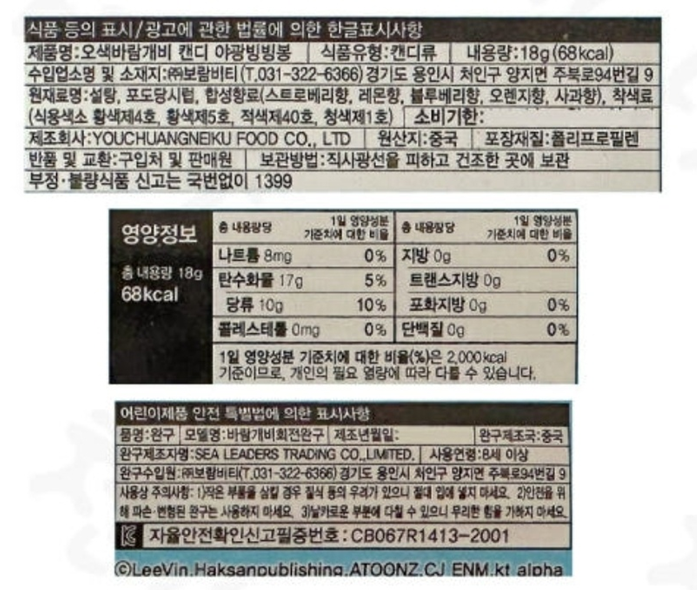 식품 등의 표시/광고에 관한 법률에 의한 한글표시사항
제품명:오색바람개비 캔디 야광빙빙봉 식품유형:캔디류 내용량:18g(68kcal)
수입업소명 및 소재지:㈜보람바티(T.031-322-6366)경기도 용인시 처인구 양지면 주북로94번길 9
원재료명:설탕, 포도당시럽, 합성향료(스트로베리향, 레몬향, 블루베리향, 오렌지향, 사과향), 착색료
(식용색소 황색제4호, 황색제5호, 적색제40호, 청색제1호) 소비기한:
제조회사:YOUCHUANGNEIKU FOOD CO., LTD 원산지:중국 포장재질:폴리프로필렌
반품 및 교환:구입처 및 판매원 보관방법:직사광선을 피하고 건조한 곳에 보관
부정·불량식품 신고는 국번없이 1399
영양정보
총 내용량 18g
68kcal
총 내용량당 1일 영양성분 기준치에 대한 비율 총 내용량당 1일 영양성분 기준치에 대한 비율
나트륨 8mg 0% 지방 0g 0%
탄수화물 17g 5% 트랜스지방 0g
당류 10g 10% 포화지방 0g 0%
콜레스테롤 0mg 0% 단백질 0g 0%
1일 영양성분 기준치에 대한 비율(%)은 2,000kcal
기준이므로, 개인의 필요 열량에 따라 다를 수 있습니다.
어린이제품 안전 특별법에 의한 표시사항
품명:완구 모델명:바람개비회전완구 제조년월일: 완구제조국:중국
완구제조자명:SEA LEADERS TRADING CO.,LIMITED. 사용연령:8세 이상
완구수입원:㈜보람바티(T.031-322-6366)경기도 용인시 처인구 양지면 주북로94번길 9
사용상 주의사항: 1)작은 부품을 삼킬 경우 질식 등의 우려가 있으니 절대 입에 넣지 마세요. 2)안전을 위
해 파손·변형된 완구는 사용하지 마세요. 3)날카로운 부분에 다칠 수 있으니 무리한 힘을 가하지 마세요.
자율안전확인신고필증번호:CB067R1413-2001
©LeeVin.Haksanpublishing.ATOONZ.CJ ENM.kt alpha